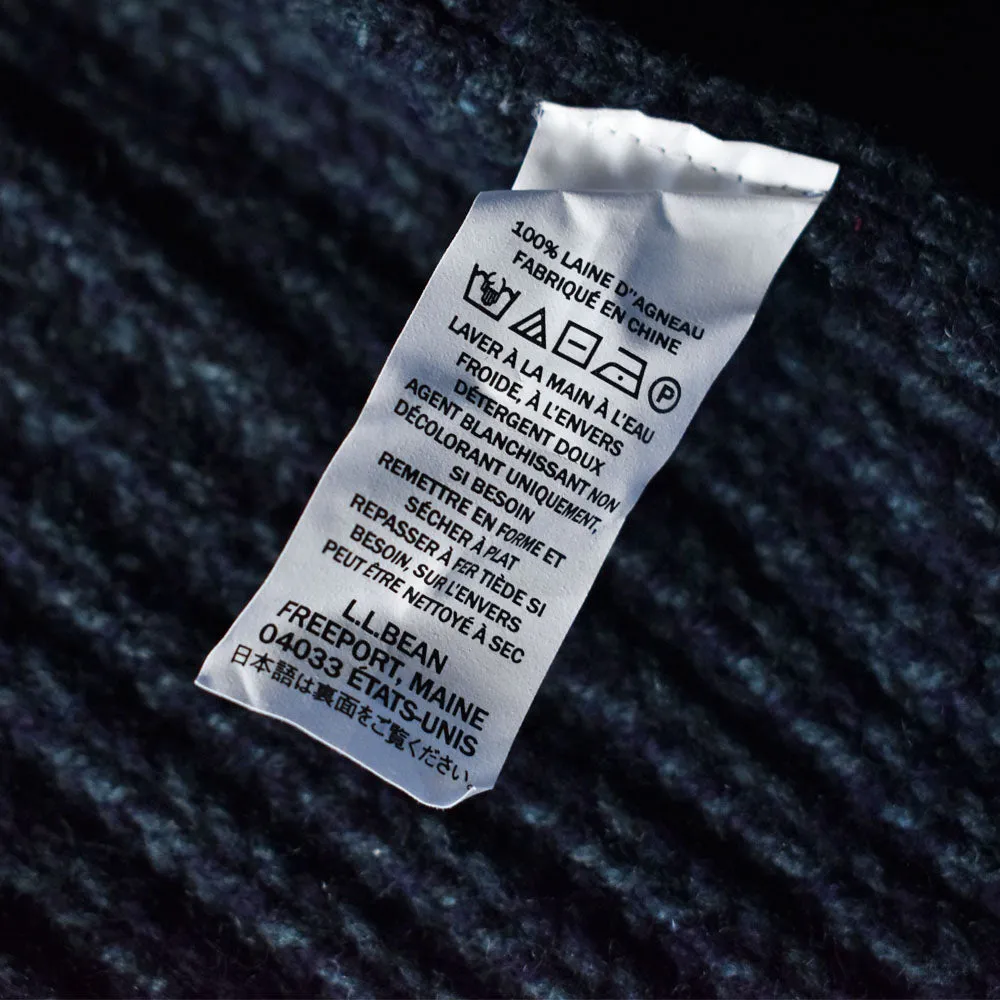 100% LAINE D''AGNEAU
FABRIQUÉ EN CHINE
P
LAVER À LA MAIN À L'EAU
FROIDE, À L'ENVERS
DÉTERGENT DOUX
AGENT BLANCHISSANT NON
DÉCOLORANT UNIQUEMENT,
SI BESOIN
REMETTRE EN FORME ET
SÉCHER À PLAT
REPASSER À FER TIÈDE SI
BESOIN, SUR L'ENVERS
PEUT ÊTRE NETTOYÉ À SEC
L.L.BEAN
FREEPORT, MAINE
04033 ÉTATS-UNIS
日本語は裏面をご覧ください。